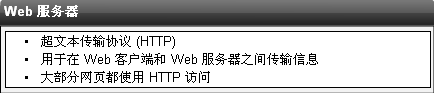 Web 服务器
• 超文本传输协议 (HTTP)
• 用于在 Web 客户端和 Web 服务器之间传输信息
• 大部分网页都使用 HTTP 访问